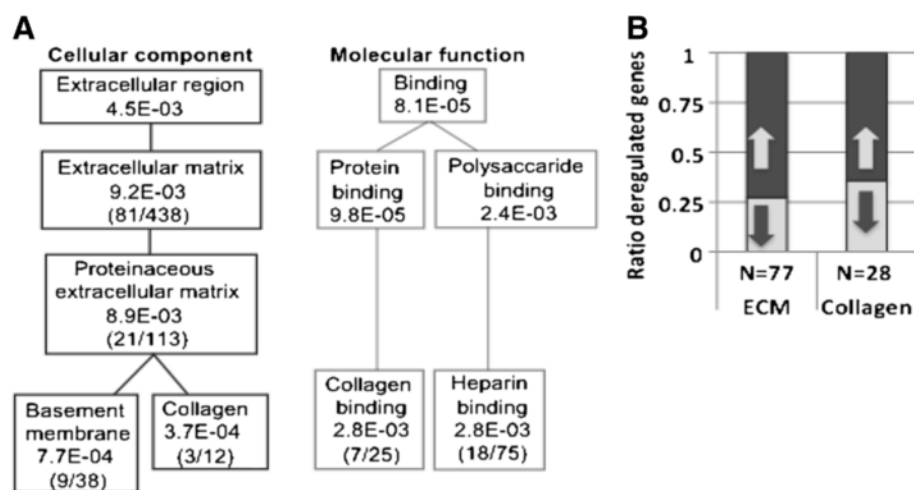 A
Cellular component
Extracellular region
4.5E-03
Extracellular matrix
9.2E-03
(81/438)
Proteinaceous
extracellular matrix
8.9E-03
(21/113}
Basement
membrane
7.7E-04
(9/38)
Collagen
3.7E-04
(3/12}
Molecular function
Binding
8.1E-05
Protein
binding
9.8E-05
Polysaccaride
binding
2.4E-03
Collagen
binding
2.8E-03
(7/25)
Heparin
binding
2.8E-03
(18/75)
B
Ratio deregulated genes
1
0.75
0.5
0.25
0
N=77
ECM
N=28
Collagen